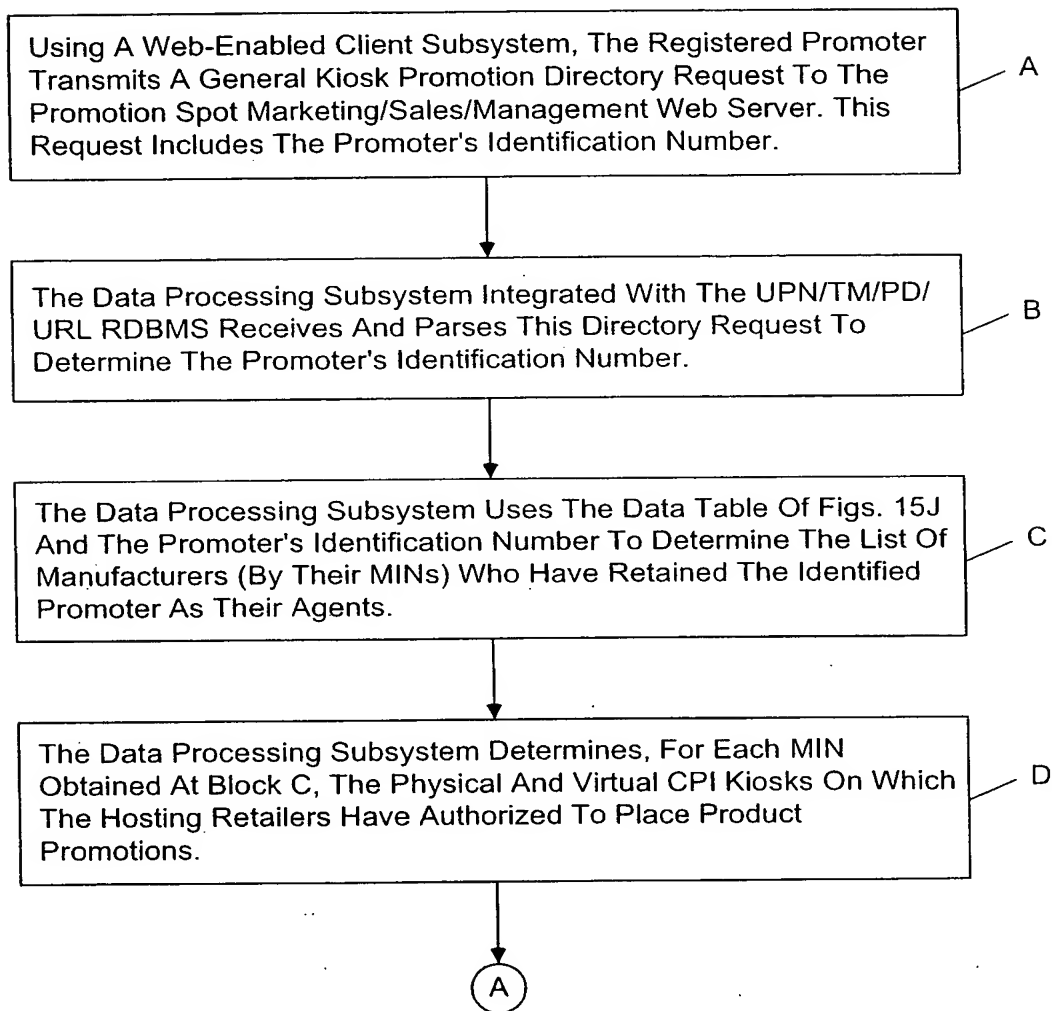 Using A Web-Enabled Client Subsystem, The Registered Promoter
Transmits A General Kiosk Promotion Directory Request To The
Promotion Spot Marketing/Sales/Management Web Server. This
Request Includes The Promoter's Identification Number.
A
The Data Processing Subsystem Integrated With The UPN/TM/PD/
URL RDBMS Receives And Parses This Directory Request To
Determine The Promoter's Identification Number.
B
The Data Processing Subsystem Uses The Data Table Of Figs. 15J
And The Promoter's Identification Number To Determine The List Of
Manufacturers (By Their MINs) Who Have Retained The Identified
Promoter As Their Agents.
C
The Data Processing Subsystem Determines, For Each MIN
Obtained At Block C, The Physical And Virtual CPI Kiosks On Which
The Hosting Retailers Have Authorized To Place Product
Promotions.
D
A